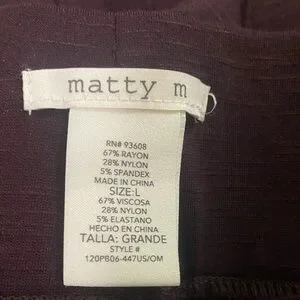 matty m
RN# 93608
67% RAYON
28% NYLON
5% SPANDEX
MADE IN CHINA
SIZE:L
67% VISCOSA
28% NYLON
5% ELASTANO
HECHO EN CHINA
TALLA: GRANDE
STYLE #
120PB06-447US/OM